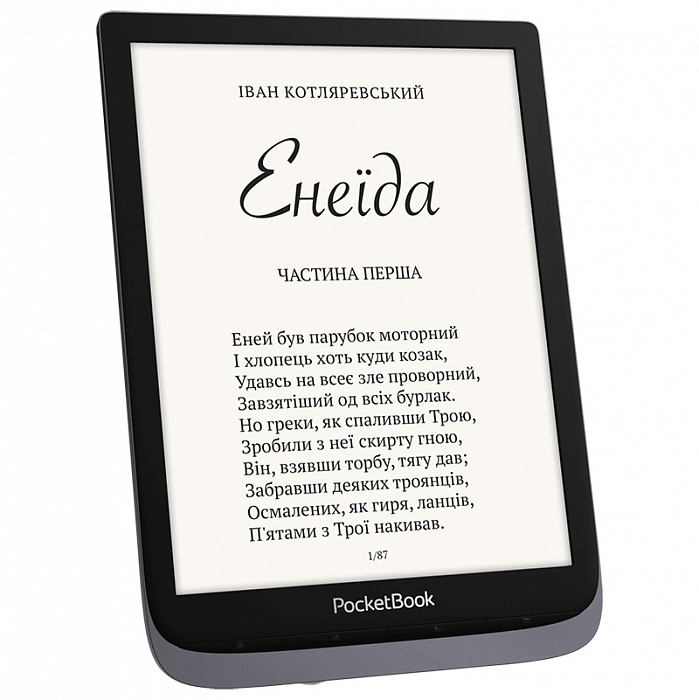 ІВАН КОТЛЯРЕВСЬКИЙ
Енеїда
ЧАСТИНА ПЕРША
Еней був парубок моторний
І хлопець хоть куди козак,
Удавсь на всеє зле проворний,
Завзятіший од всіх бурлак.
Но греки, як спаливши Трою,
Зробили з неї скирту гною,
Він, взявши торбу, тягу дав;
Забравши деяких троянців,
Осмалених, як гиря, ланців,
П'ятами з Трої накивав.
1/87
PocketBook